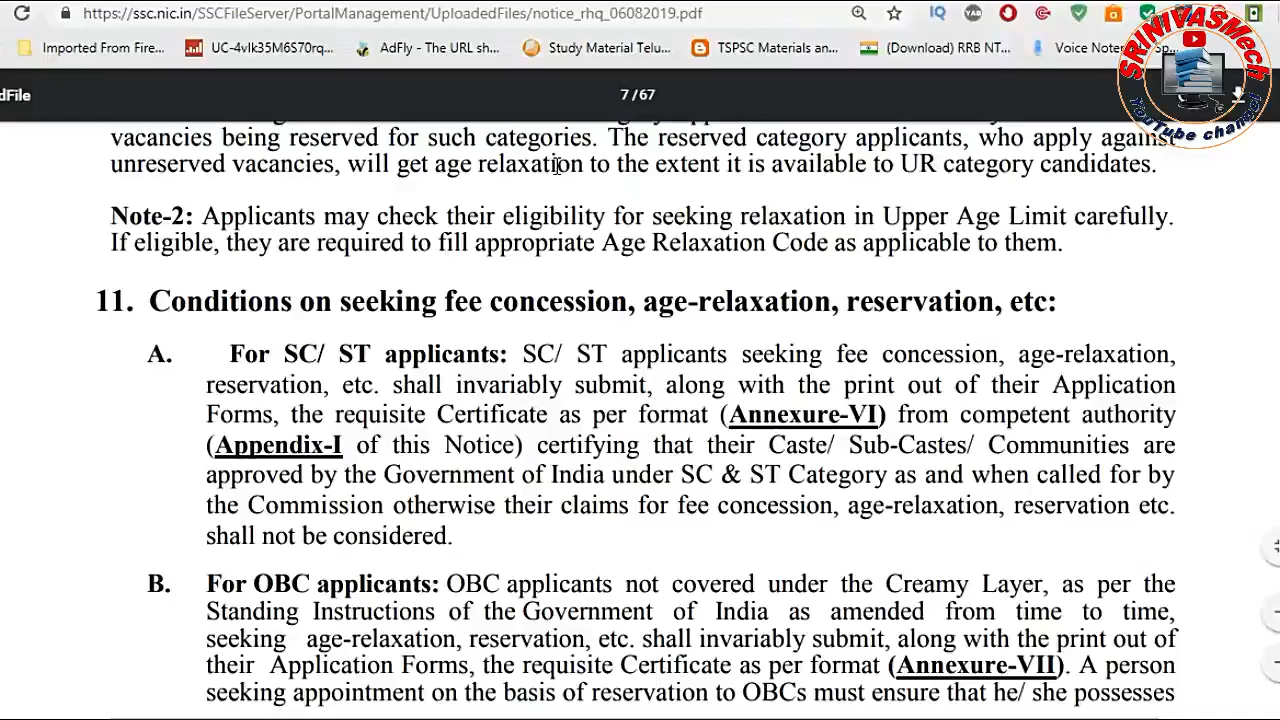 https://ssc.nic.in/SSCFileServer/PortalManagement/UploadedFiles/notice_rhq_06082019.pdf
Imported From Fire... UC-4vIk35M6S70rq... AdFly - The URL sh... Study Material Telu... TSPSC Materials an... (Download) RRB NT... Voice Note
SRINIVASMech
YouTube channel
dFile 7 /67
vacancies being reserved for such categories. The reserved category applicants, who apply against
unreserved vacancies, will get age relaxation to the extent it is available to UR category candidates.
Note-2: Applicants may check their eligibility for seeking relaxation in Upper Age Limit carefully.
If eligible, they are required to fill appropriate Age Relaxation Code as applicable to them.
11. Conditions on seeking fee concession, age-relaxation, reservation, etc:
A. For SC/ ST applicants: SC/ ST applicants seeking fee concession, age-relaxation,
reservation, etc. shall invariably submit, along with the print out of their Application
Forms, the requisite Certificate as per format (Annexure-VI) from competent authority
(Appendix-I of this Notice) certifying that their Caste/ Sub-Castes/ Communities are
approved by the Government of India under SC & ST Category as and when called for by
the Commission otherwise their claims for fee concession, age-relaxation, reservation etc.
shall not be considered.
B. For OBC applicants: OBC applicants not covered under the Creamy Layer, as per the
Standing Instructions of the Government of India as amended from time to time,
seeking age-relaxation, reservation, etc. shall invariably submit, along with the print out of
their Application Forms, the requisite Certificate as per format (Annexure-VII). A person
seeking appointment on the basis of reservation to OBCs must ensure that he/ she possesses